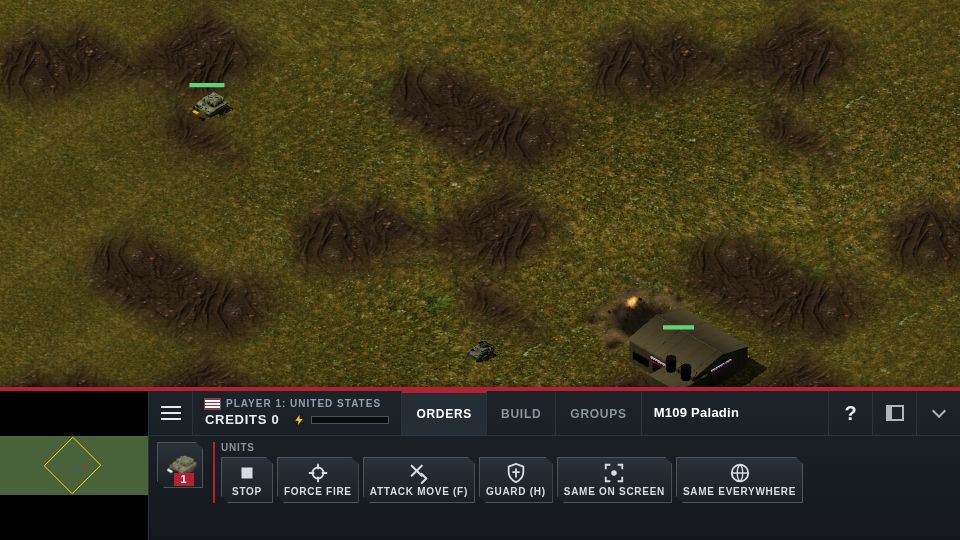 PLAYER 1: UNITED STATES
CREDITS 0
ORDERS
BUILD
GROUPS
M109 Paladin
?
UNITS
1
STOP
FORCE FIRE
ATTACK MOVE (F)
GUARD (H)
SAME ON SCREEN
SAME EVERYWHERE